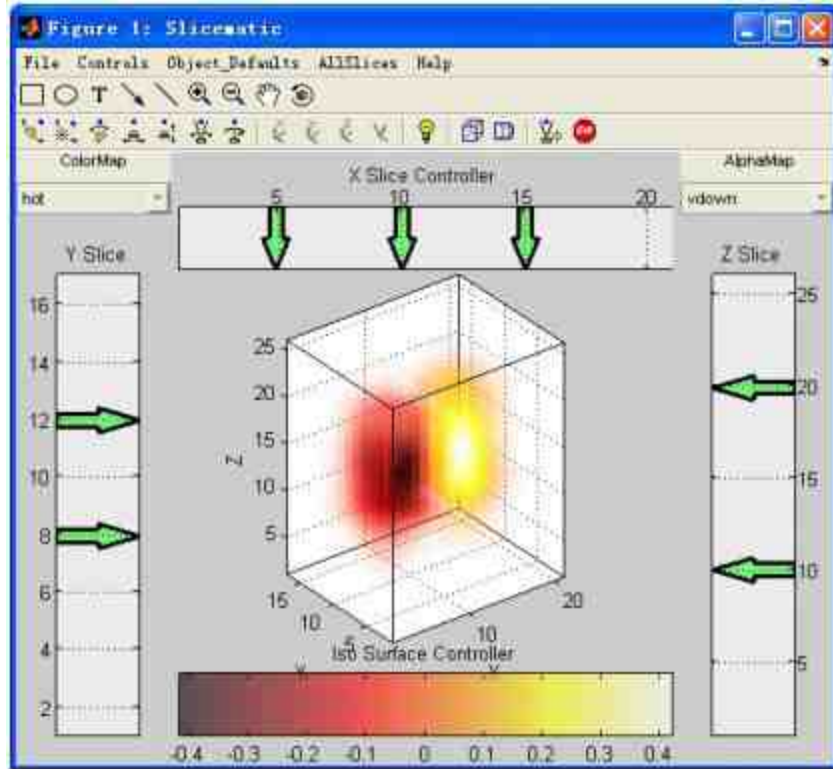 Figure 1: Slicematic
File Controls Object_Defaults AllSlices Help
T
ColorMap
hot
X Slice Controller
5 10 15 20
AlphaMap
vdown
Y Slice
16
14
12
10
8
6
4
2
Z Slice
25
20
15
10
5
Z
25
20
15
10
5
15
10
5
10
20
Iso Surface Controller
-0.4 -0.3 -0.2 -0.1 0 0.1 0.2 0.3 0.4